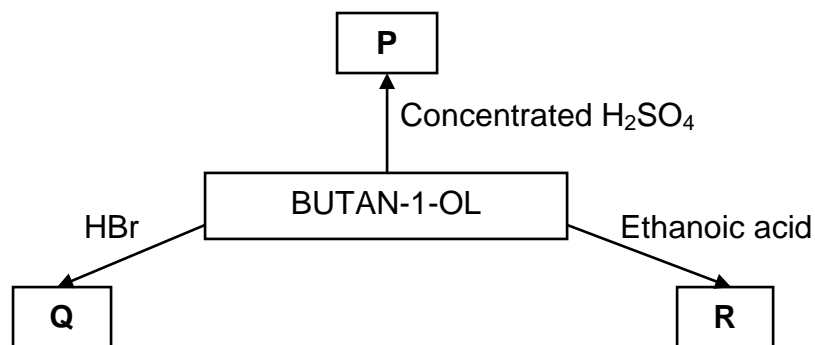 P
Concentrated H₂SO₄
BUTAN-1-OL
HBr
Ethanoic acid
Q
R